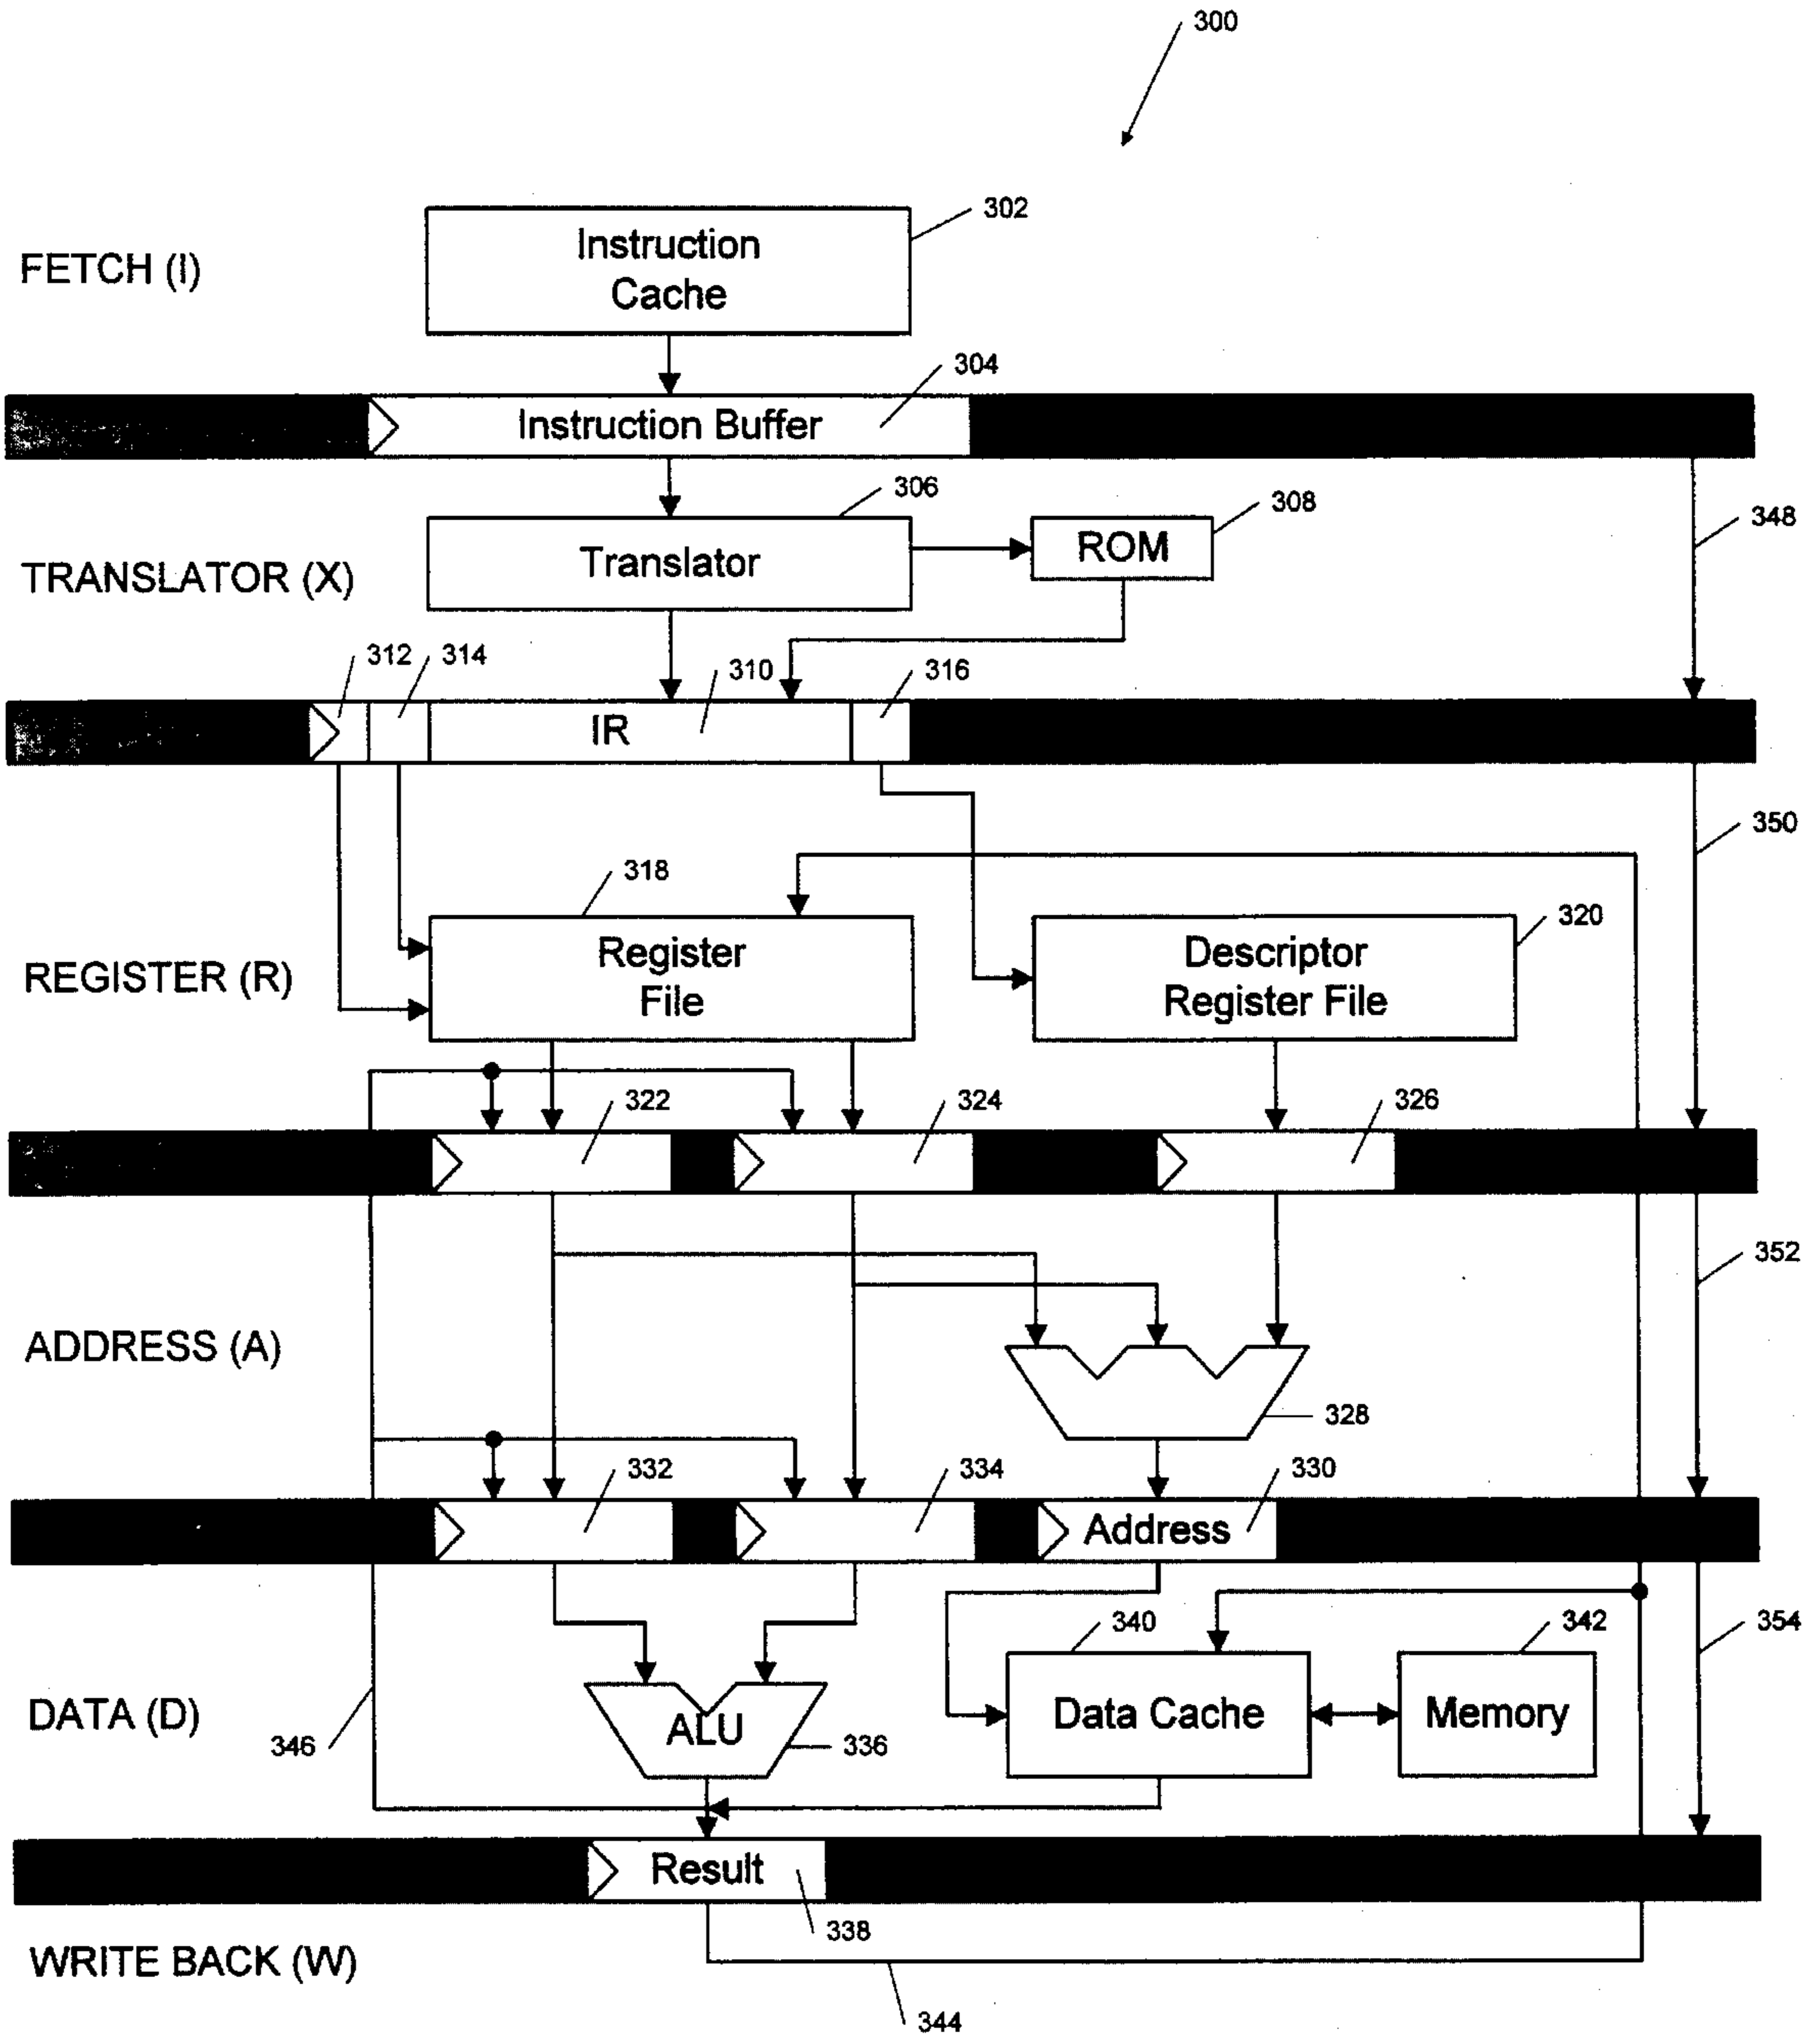 300
302
Instruction
Cache
FETCH (I)
304
Instruction Buffer
306
308
348
Translator
ROM
TRANSLATOR (X)
312
314
310
316
IR
350
318
320
Register
File
Descriptor
Register File
REGISTER (R)
322
324
326
352
ADDRESS (A)
328
332
334
330
Address
340
342
354
DATA (D)
346
ALU
336
Data Cache
Memory
Result
338
WRITE BACK (W)
344